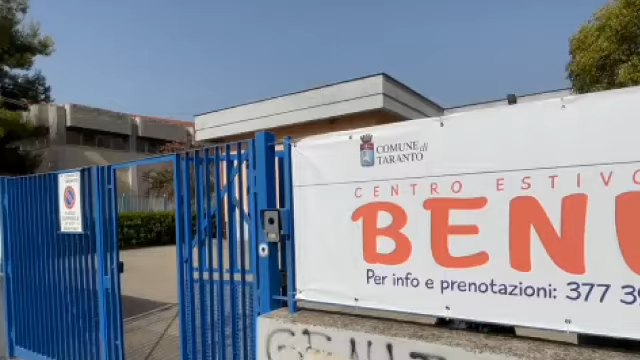 COMUNE di
TARANTO
CENTRO ESTIVO
BEN
Per info e prenotazioni: 377 3